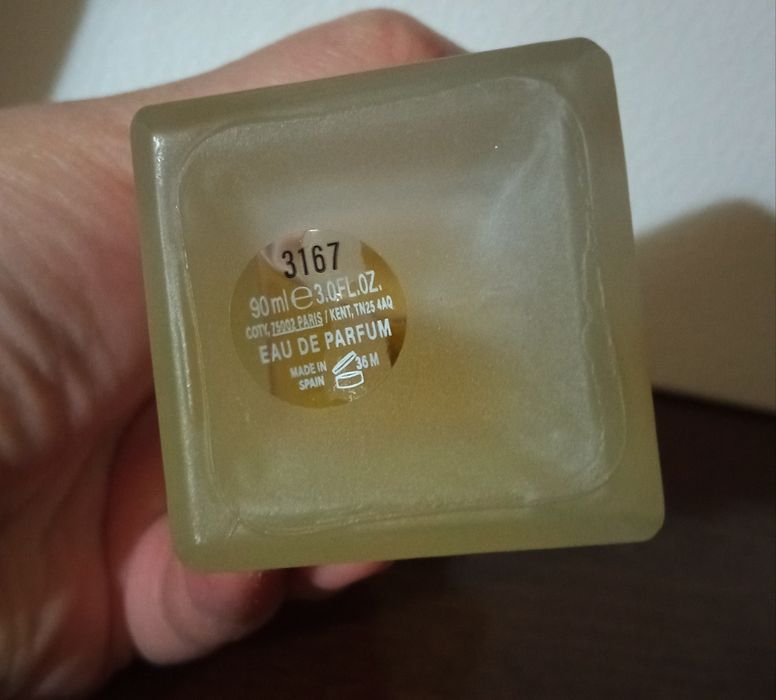 3167
90 ml e 3.0.FL.OZ.
COTY, 75002 PARIS / KENT, TN25 4AQ
EAU DE PARFUM
MADE IN
SPAIN
36 M